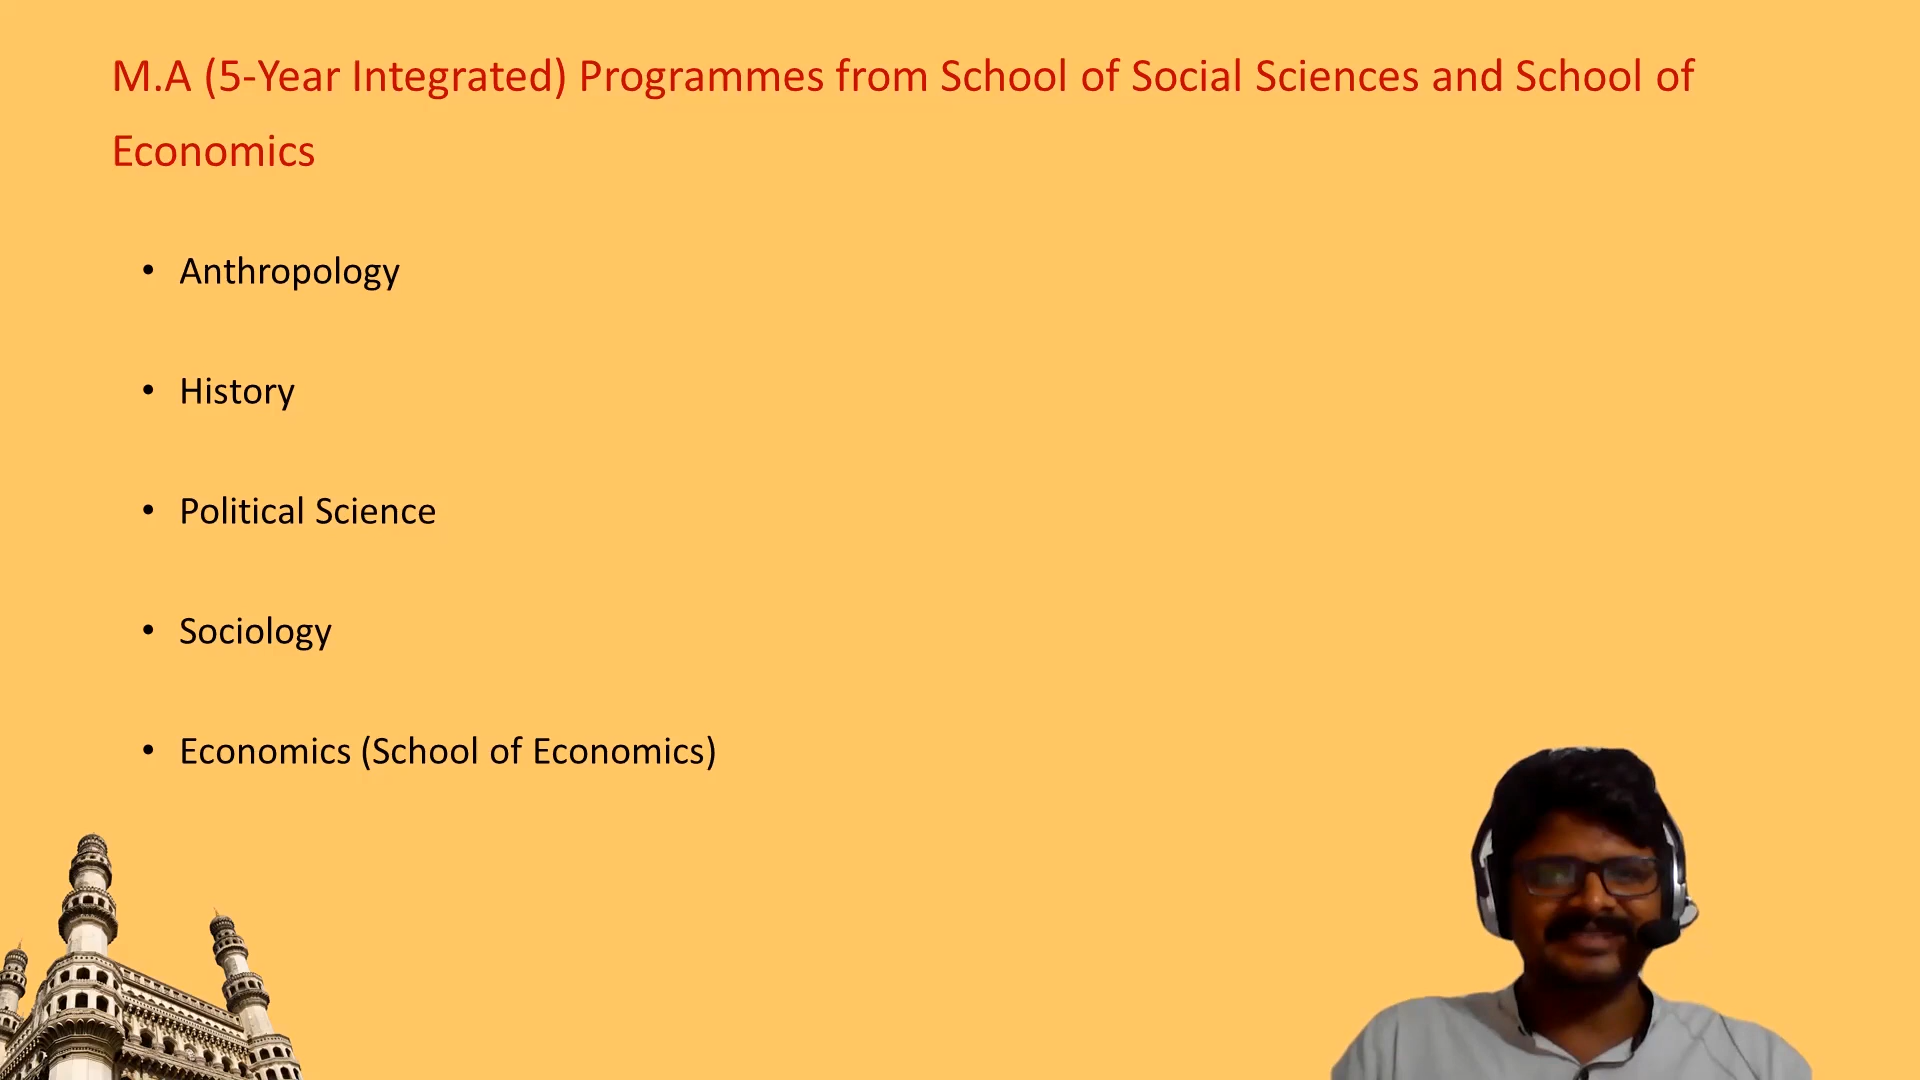 M.A (5-Year Integrated) Programmes from School of Social Sciences and School of
Economics
• Anthropology
• History
• Political Science
• Sociology
• Economics (School of Economics)